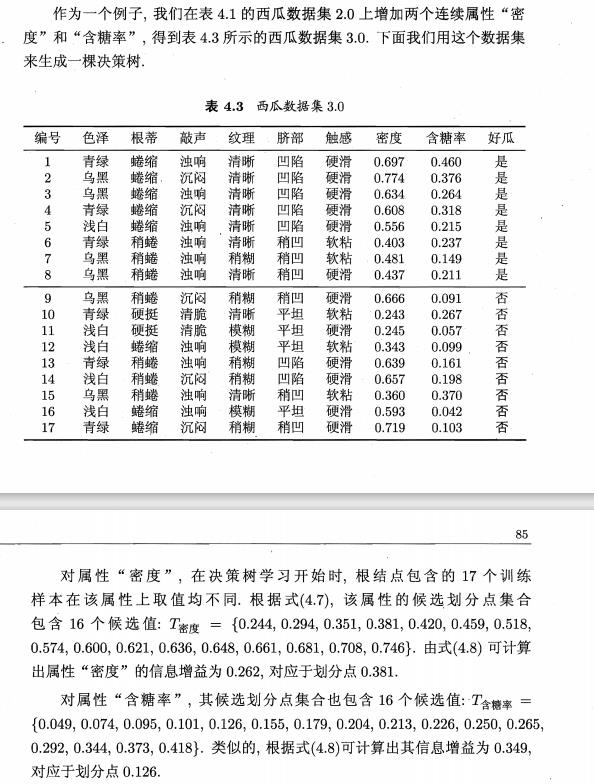 作为一个例子, 我们在表 4.1 的西瓜数据集 2.0 上增加两个连续属性“密
度”和“含糖率”, 得到表 4.3 所示的西瓜数据集 3.0. 下面我们用这个数据集
来生成一棵决策树.
表 4.3 西瓜数据集 3.0
编号 色泽 根蒂 敲声 纹理 脐部 触感 密度 含糖率 好瓜
1 青绿 蜷缩 浊响 清晰 凹陷 硬滑 0.697 0.460 是
2 乌黑 蜷缩 沉闷 清晰 凹陷 硬滑 0.774 0.376 是
3 乌黑 蜷缩 浊响 清晰 凹陷 硬滑 0.634 0.264 是
4 青绿 蜷缩 沉闷 清晰 凹陷 硬滑 0.608 0.318 是
5 浅白 蜷缩 浊响 清晰 凹陷 硬滑 0.556 0.215 是
6 青绿 稍蜷 浊响 清晰 稍凹 软粘 0.403 0.237 是
7 乌黑 稍蜷 浊响 稍糊 稍凹 软粘 0.481 0.149 是
8 乌黑 稍蜷 浊响 清晰 稍凹 硬滑 0.437 0.211 是
9 乌黑 稍蜷 沉闷 稍糊 稍凹 硬滑 0.666 0.091 否
10 青绿 硬挺 清脆 清晰 平坦 软粘 0.243 0.267 否
11 浅白 硬挺 清脆 模糊 平坦 硬滑 0.245 0.057 否
12 浅白 蜷缩 浊响 模糊 平坦 软粘 0.343 0.099 否
13 青绿 稍蜷 浊响 稍糊 凹陷 硬滑 0.639 0.161 否
14 浅白 稍蜷 沉闷 稍糊 凹陷 硬滑 0.657 0.198 否
15 乌黑 稍蜷 浊响 清晰 稍凹 软粘 0.360 0.370 否
16 浅白 蜷缩 浊响 模糊 平坦 硬滑 0.593 0.042 否
17 青绿 蜷缩 沉闷 稍糊 稍凹 硬滑 0.719 0.103 否
85
对属性“密度”, 在决策树学习开始时, 根结点包含的 17 个训练
样本在该属性上取值均不同. 根据式(4.7), 该属性的候选划分点集合
包含 16 个候选值: T密度 = {0.244, 0.294, 0.351, 0.381, 0.420, 0.459, 0.518,
0.574, 0.600, 0.621, 0.636, 0.648, 0.661, 0.681, 0.708, 0.746}. 由式(4.8) 可计算
出属性“密度”的信息增益为 0.262, 对应于划分点 0.381.
对属性“含糖率”, 其候选划分点集合也包含 16 个候选值: T含糖率 =
{0.049, 0.074, 0.095, 0.101, 0.126, 0.155, 0.179, 0.204, 0.213, 0.226, 0.250, 0.265,
0.292, 0.344, 0.373, 0.418}. 类似的, 根据式(4.8)可计算出其信息增益为 0.349,
对应于划分点 0.126.